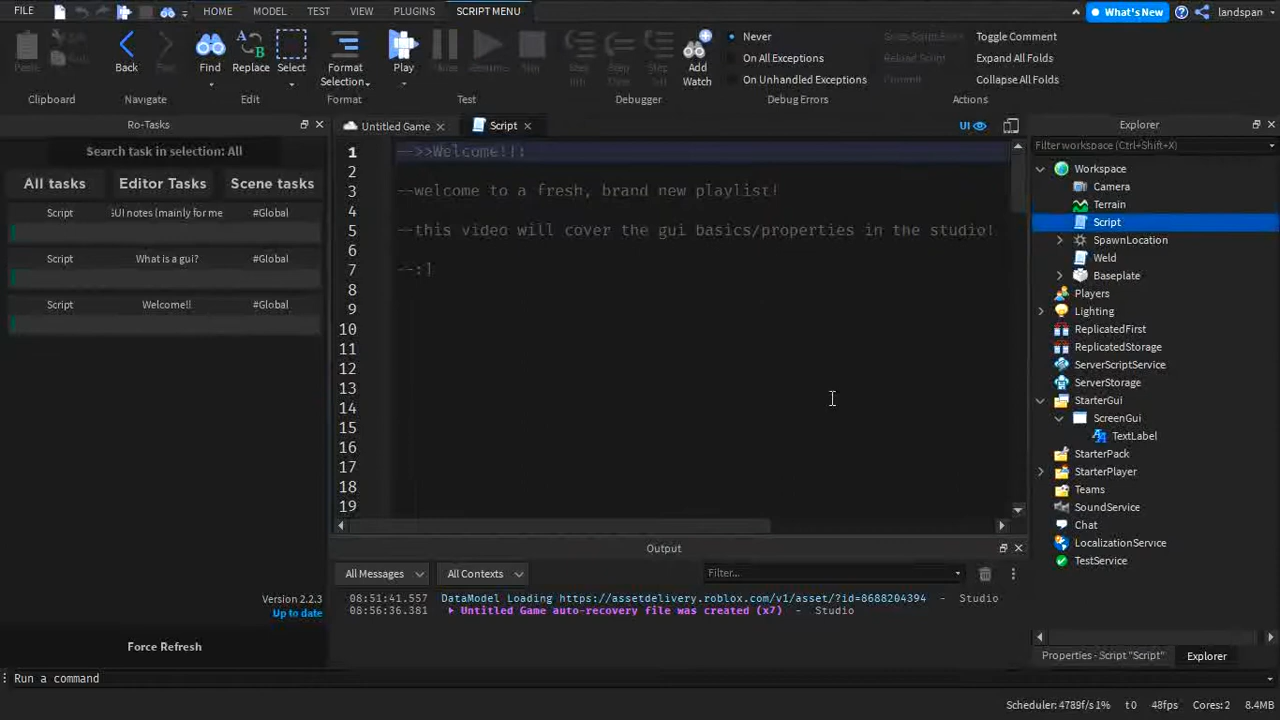 FILE
HOME
MODEL
TEST
VIEW
PLUGINS
SCRIPT MENU
What's New
landspan
Back
Find
Replace
Select
Format
Selection
Play
Add
Watch
Never
On All Exceptions
On Unhandled Exceptions
Commit
Toggle Comment
Expand All Folds
Collapse All Folds
Clipboard
Navigate
Edit
Format
Test
Debugger
Debug Errors
Actions
Ro-Tasks
Search task in selection: All
All tasks
Editor Tasks
Scene tasks
Script
GUI notes (mainly for me
#Global
Script
What is a gui?
#Global
Script
Welcome!!
#Global
Version 2.2.3
Up to date
Force Refresh
Untitled Game
Script
UI
1 -->>Welcome!!:
2
3 --welcome to a fresh, brand new playlist!
4
5 --this video will cover the gui basics/properties in the studio!
6
7 --:]
8
9
10
11
12
13
14
15
16
17
18
19
Output
All Messages
All Contexts
Filter...
08:51:41.557 DataModel Loading https://assetdelivery.roblox.com/v1/asset/?id=8688204394 - Studio
08:56:36.381 Untitled Game auto-recovery file was created (x7) - Studio
Explorer
Filter workspace (Ctrl+Shift+X)
Workspace
Camera
Terrain
Script
SpawnLocation
Weld
Baseplate
Players
Lighting
ReplicatedFirst
ReplicatedStorage
ServerScriptService
ServerStorage
StarterGui
ScreenGui
TextLabel
StarterPack
StarterPlayer
Teams
SoundService
Chat
LocalizationService
TestService
Properties - Script "Script"
Explorer
Run a command
Scheduler: 4789f/s 1%
t0
48fps
Cores: 2
8.4MB